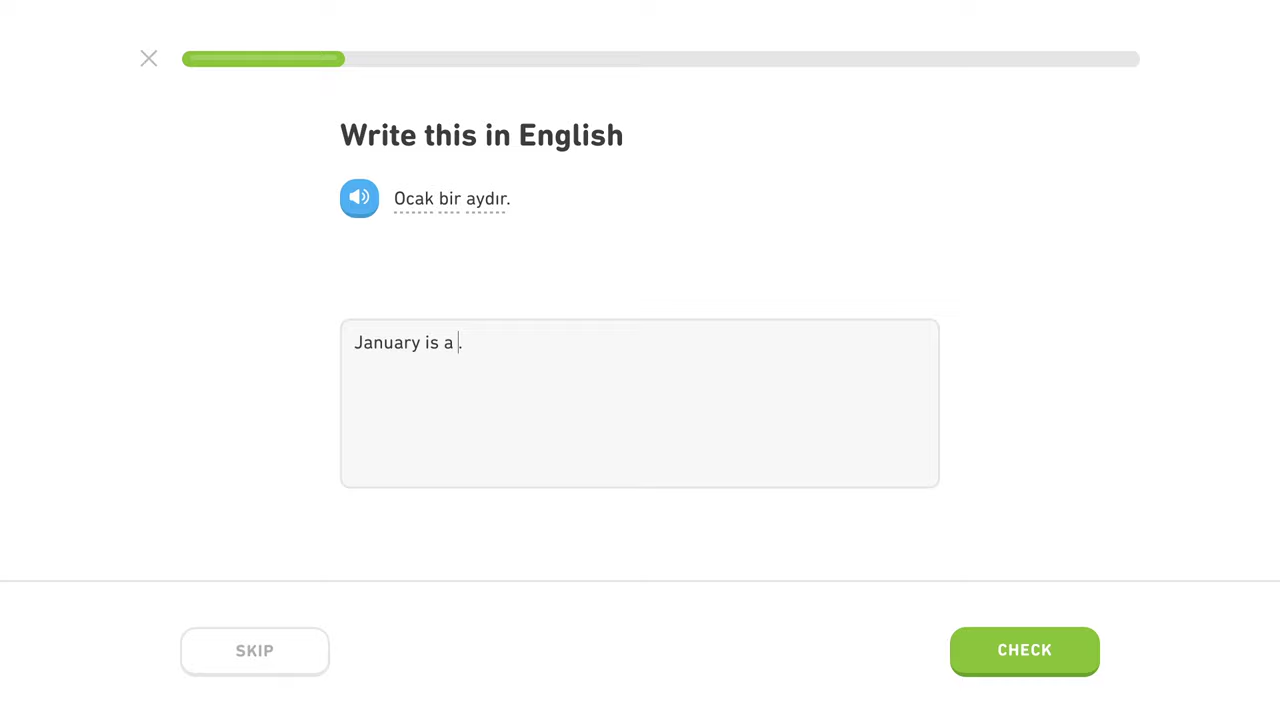 Write this in English
Ocak bir aydır.
January is a .
SKIP
CHECK